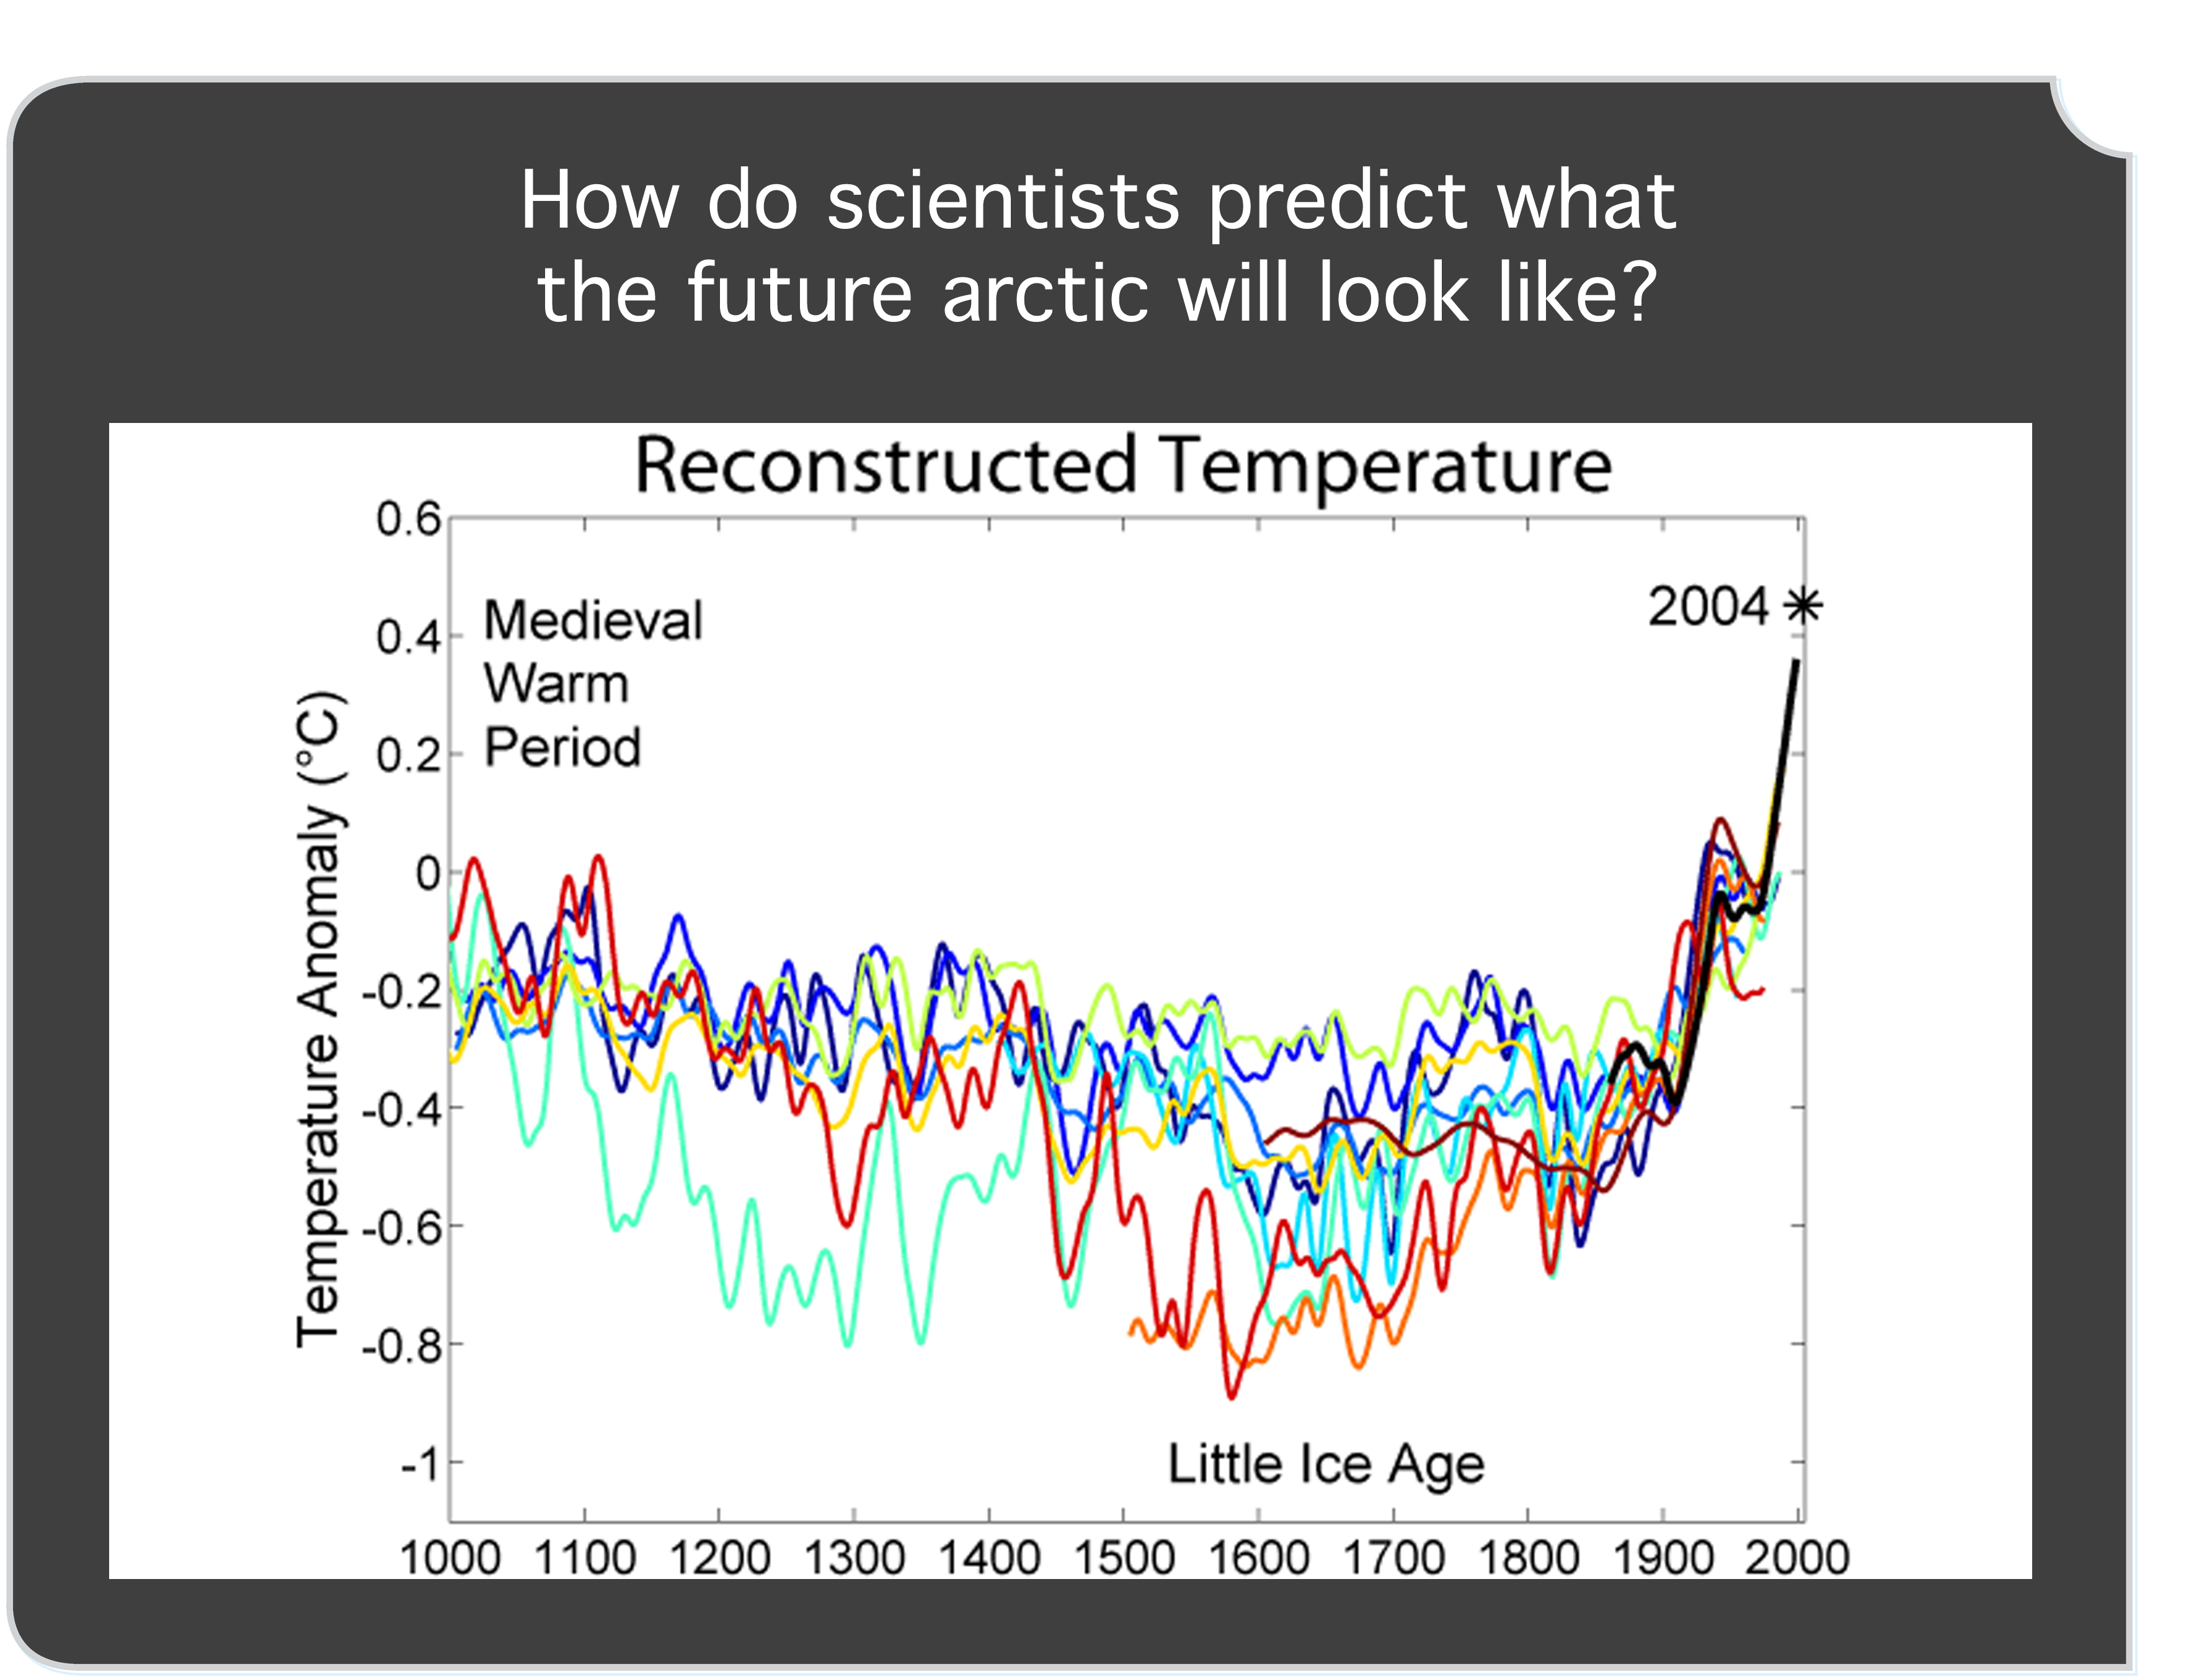 How do scientists predict what
the future arctic will look like?
Reconstructed Temperature
0.6
2004 *
Medieval
0.4
Warm
0.2
Period
Temperature Anomaly (°C)
0
-0.2
-0.4
-0.6
-0.8
-1
Little Ice Age
1000 1100 1200 1300 1400 1500 1600 1700 1800 1900 2000